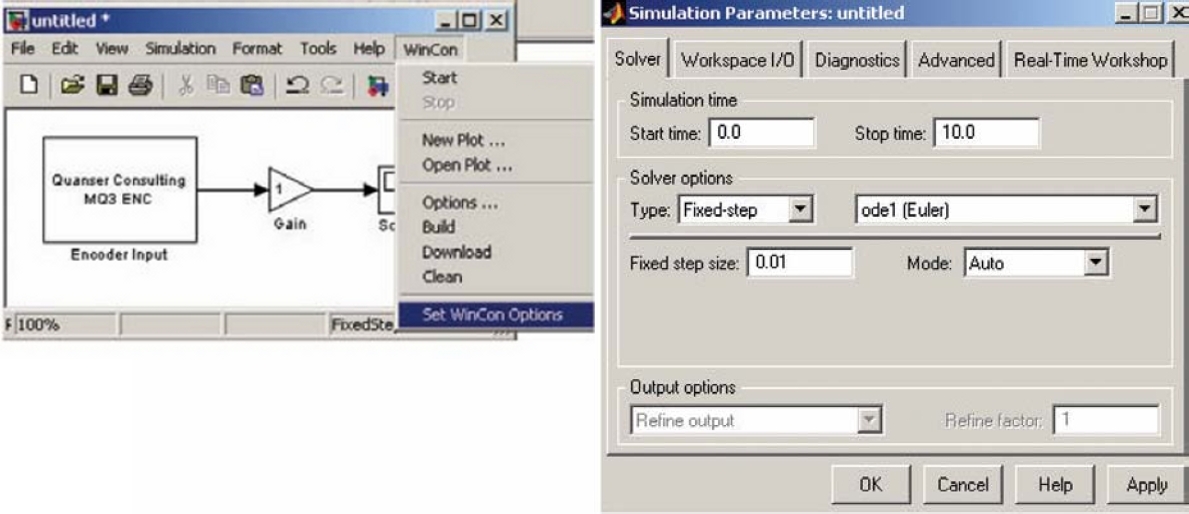 untitled *
File Edit View Simulation Format Tools Help WinCon
Start
Stop
New Plot ...
Open Plot ...
Options ...
Build
Download
Clean
Set WinCon Options
Quanser Consulting
MQ3 ENC
Encoder Input
1
Gain
Sc
F 100%
FixedSte
Simulation Parameters: untitled
Solver Workspace I/O Diagnostics Advanced Real-Time Workshop
Simulation time
Start time: 0.0 Stop time: 10.0
Solver options
Type: Fixed-step ode1 (Euler)
Fixed step size: 0.01 Mode: Auto
Output options
Refine output Refine factor: 1
OK Cancel Help Apply